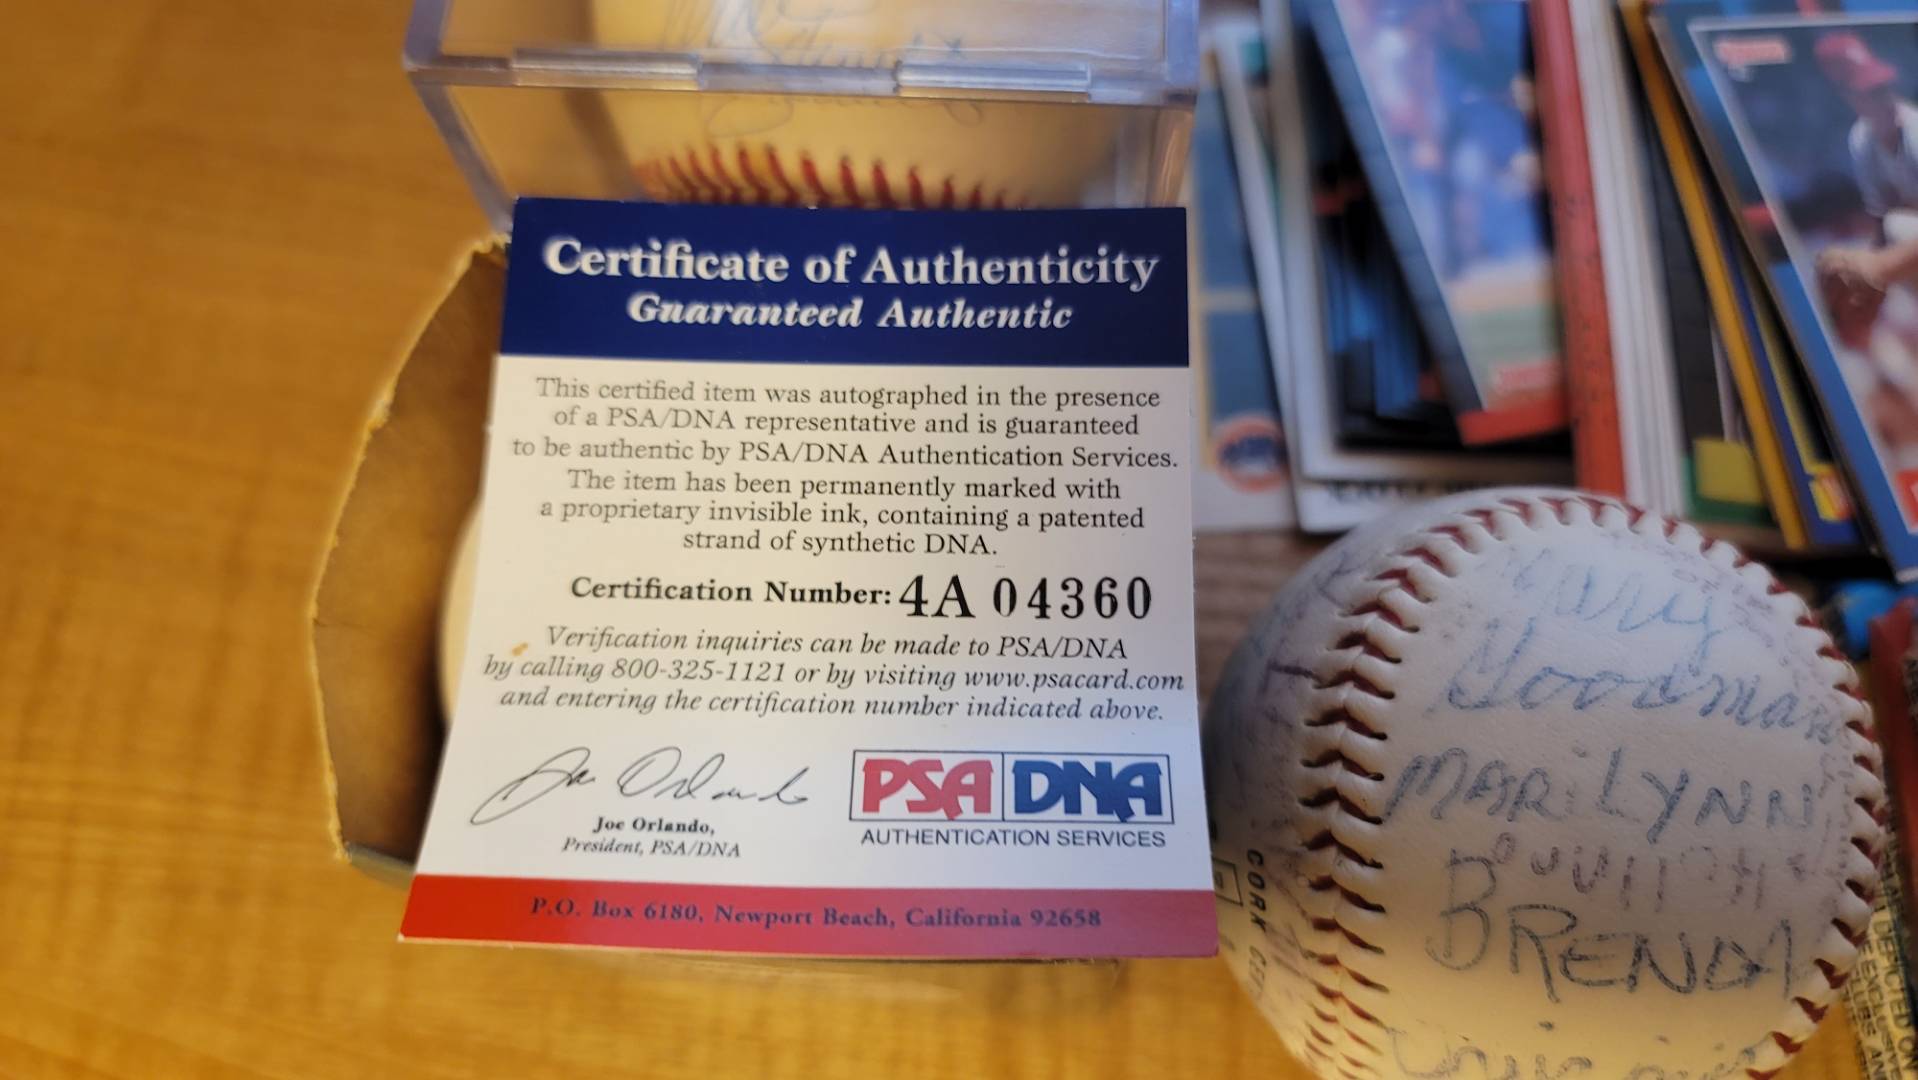 Certificate of Authenticity
Guaranteed Authentic
This certified item was autographed in the presence
of a PSA/DNA representative and is guaranteed
to be authentic by PSA/DNA Authentication Services.
The item has been permanently marked with
a proprietary invisible ink, containing a patented
strand of synthetic DNA.
Certification Number: 4A 04360
Verification inquiries can be made to PSA/DNA
by calling 800-325-1121 or by visiting www.psacard.com
and entering the certification number indicated above.
Joe Orlando,
President, PSA/DNA
PSA DNA
AUTHENTICATION SERVICES
P.O. Box 6180, Newport Beach, California 92658
Goodman
MARiLYNN
BRENDA
CORK